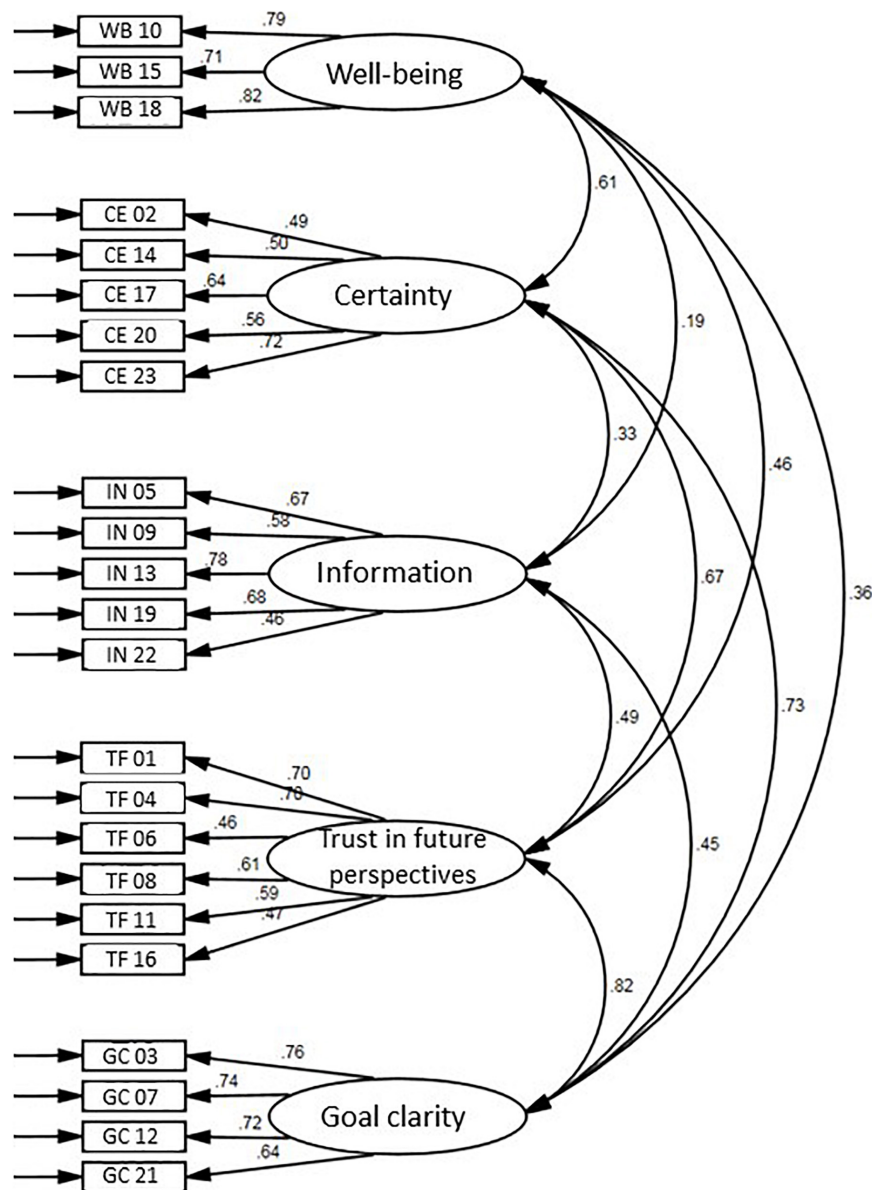 WB 10
.79
WB 15
.71
WB 18
.82
Well-being
CE 02
.49
CE 14
.50
CE 17
.64
CE 20
.56
CE 23
.72
Certainty
IN 05
.67
IN 09
.58
IN 13
.78
IN 19
.68
IN 22
.46
Information
TF 01
.70
TF 04
.70
TF 06
.46
TF 08
.61
TF 11
.59
TF 16
.47
Trust in future
perspectives
GC 03
.76
GC 07
.74
GC 12
.72
GC 21
.64
Goal clarity
.61
.19
.33
.46
.67
.36
.73
.49
.45
.82